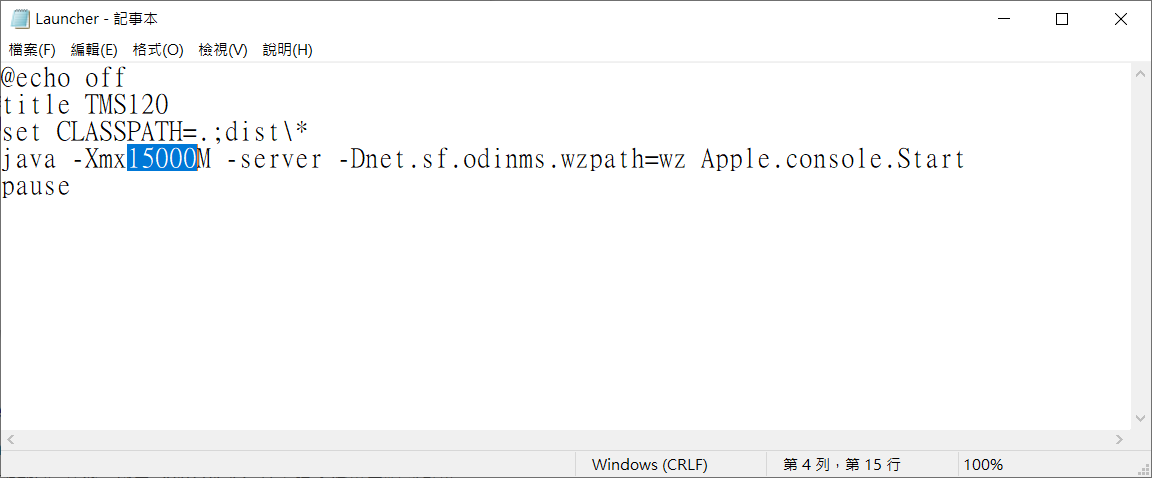 Launcher - 記事本
檔案(F) 編輯(E) 格式(O) 檢視(V) 說明(H)
@echo off
title TMS120
set CLASSPATH=.;dist\*
java -Xmx15000M -server -Dnet.sf.odinms.wzpath=wz Apple.console.Start
pause
Windows (CRLF) 第 4 列，第 15 行 100%